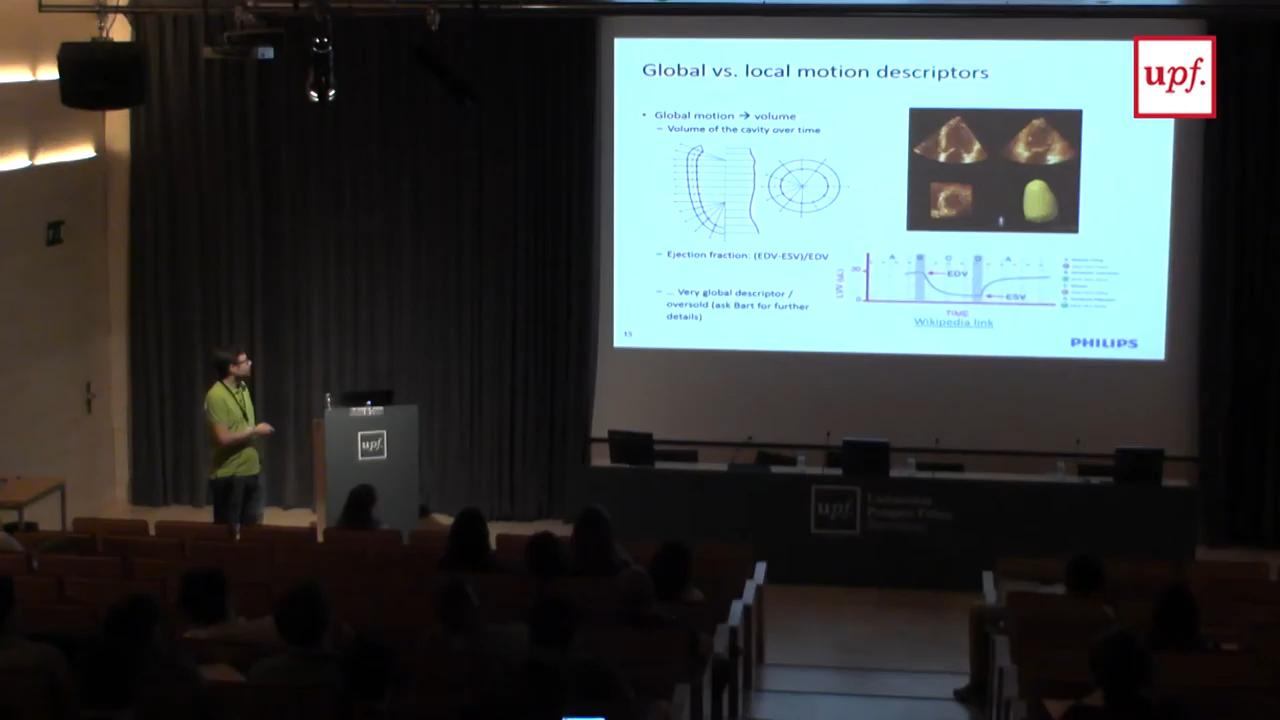 upf.
Global vs. local motion descriptors
• Global motion → volume
– Volume of the cavity over time
– Ejection fraction: (EDV-ESV)/EDV
– ... Very global descriptor /
oversold (ask Bart for further
details)
A B C D A
EDV
ESV
TIME
Wikipedia link
15
PHILIPS
upf.
upf.